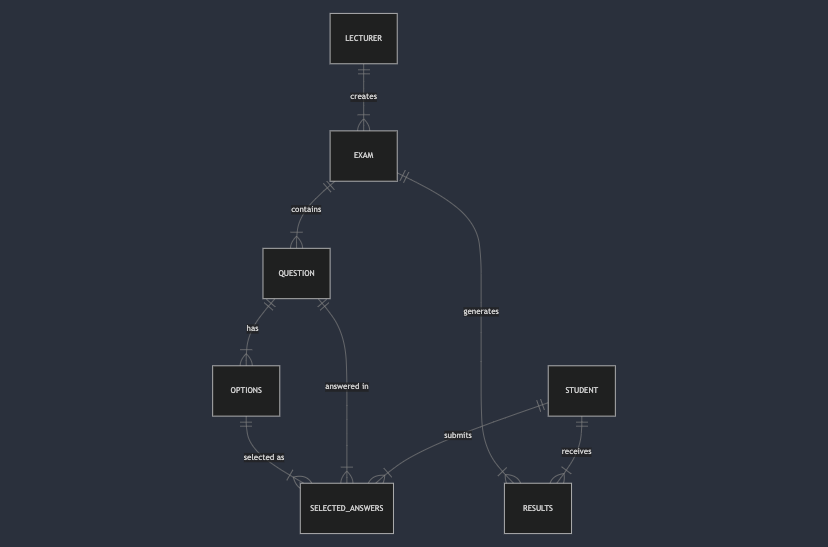 LECTURER
creates
EXAM
contains
QUESTION
generates
has
answered in
OPTIONS
STUDENT
submits
receives
selected as
SELECTED_ANSWERS
RESULTS